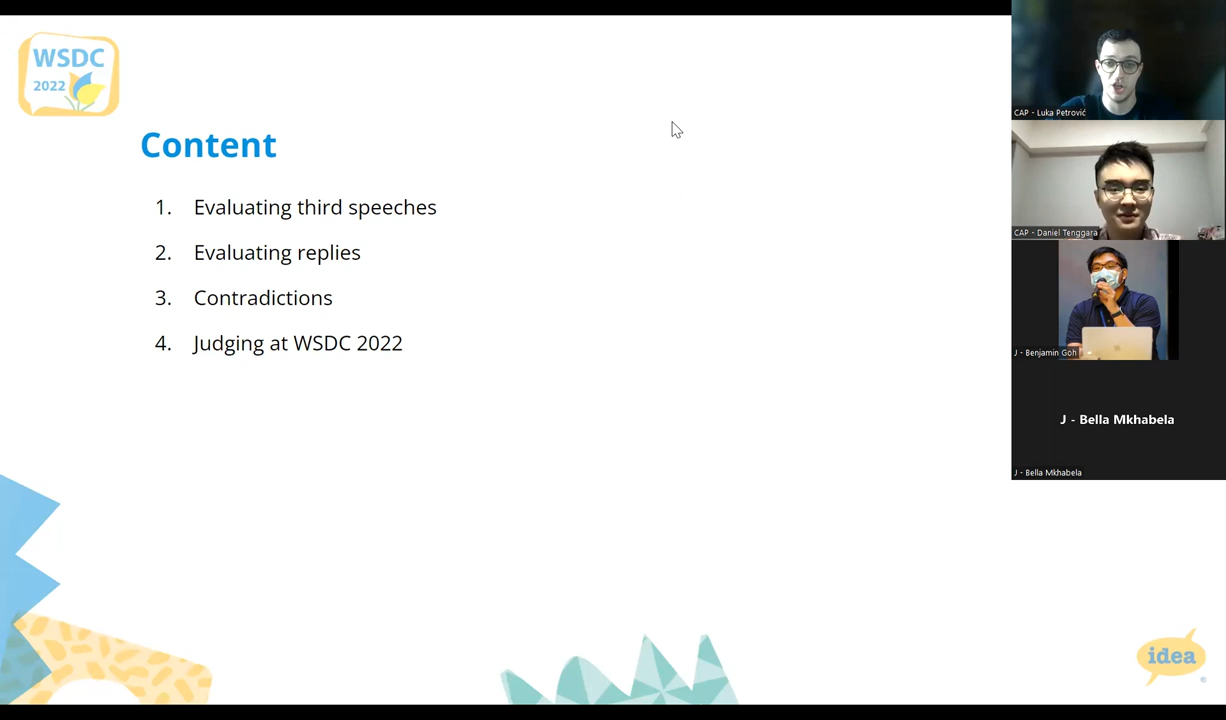 WSDC
2022
Content
1. Evaluating third speeches
2. Evaluating replies
3. Contradictions
4. Judging at WSDC 2022
CAP - Luka Petrović
CAP - Daniel Tenggara
J - Benjamin Goh
J - Bella Mkhabela
J - Bella Mkhabela
idea
®